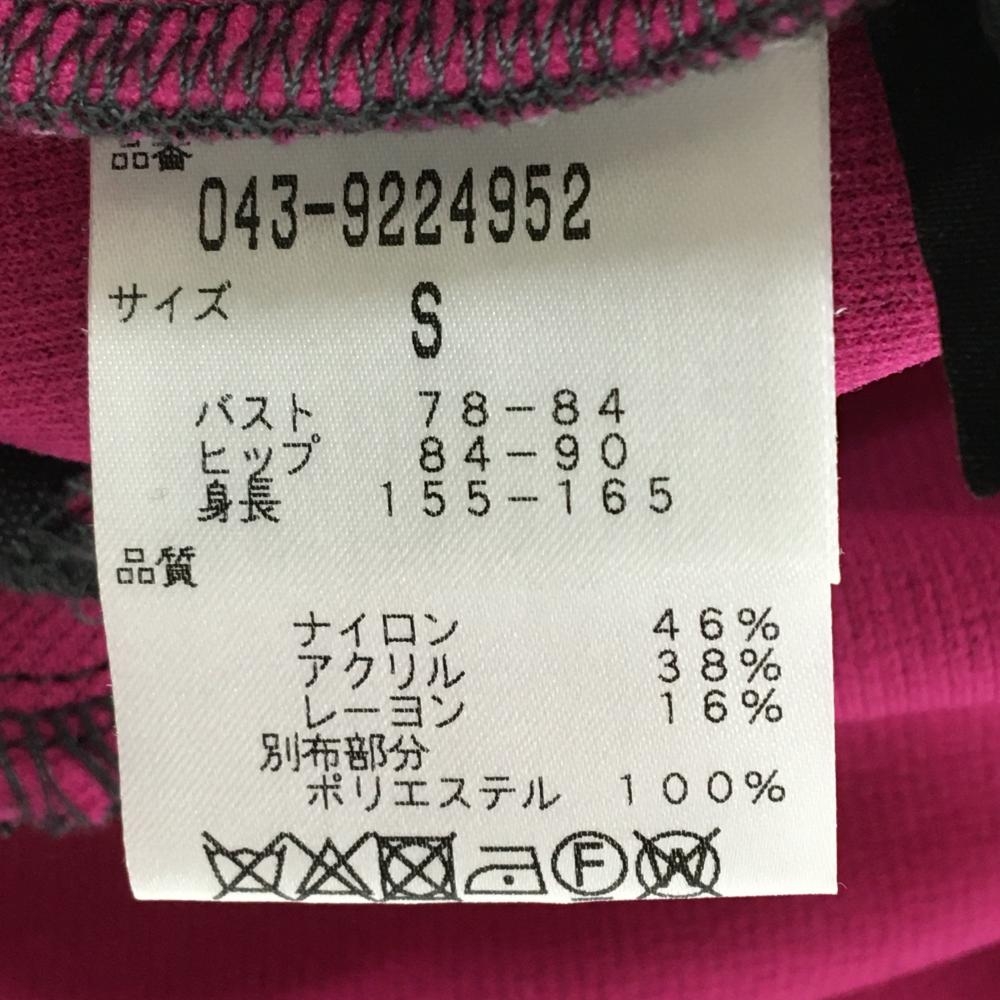 品番
043-9224952
サイズ S
バスト 78-84
ヒップ 84-90
身長 155-165
品質
ナイロン 46%
アクリル 38%
レーヨン 16%
別布部分
ポリエステル 100%
F W